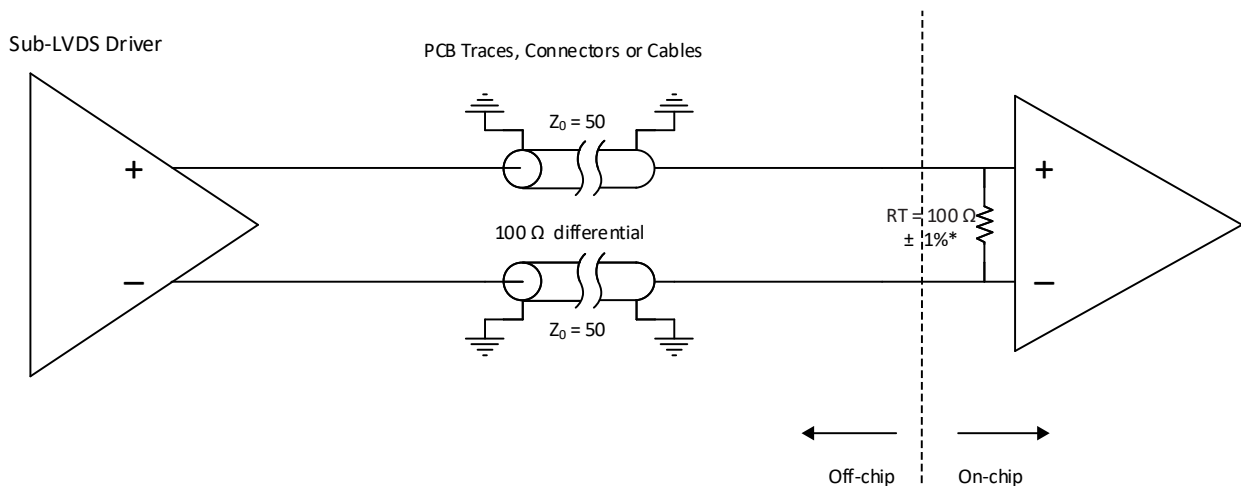 Sub-LVDS Driver
PCB Traces, Connectors or Cables
Z₀ = 50
+
+
RT = 100 Ω
± 1%*
100 Ω differential
−
−
Z₀ = 50
Off-chip
On-chip